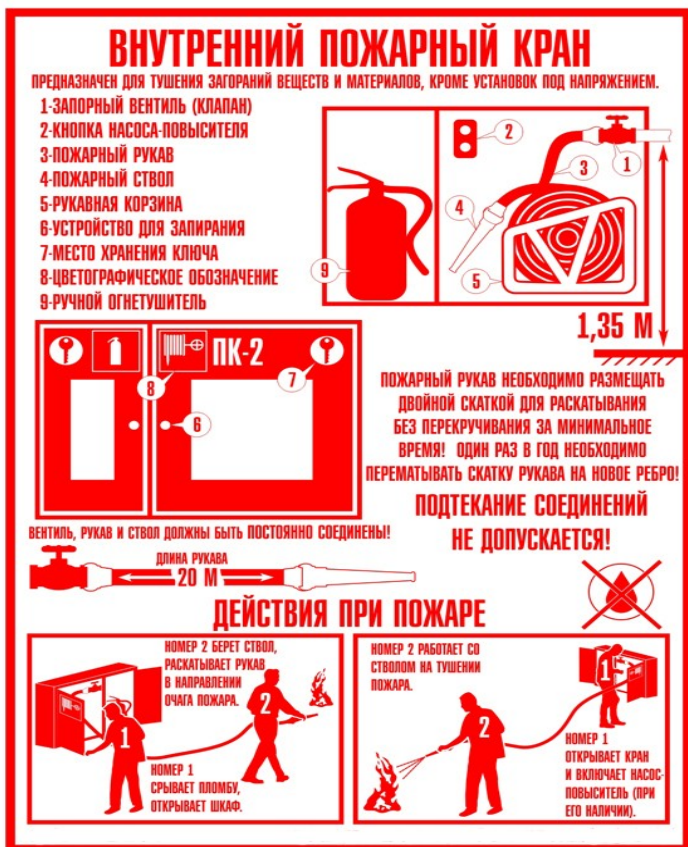 ВНУТРЕННИЙ ПОЖАРНЫЙ КРАН
ПРЕДНАЗНАЧЕН ДЛЯ ТУШЕНИЯ ЗАГОРАНИЙ ВЕЩЕСТВ И МАТЕРИАЛОВ, КРОМЕ УСТАНОВОК ПОД НАПРЯЖЕНИЕМ.
1-ЗАПОРНЫЙ ВЕНТИЛЬ (КЛАПАН)
2-КНОПКА НАСОСА-ПОВЫСИТЕЛЯ
3-ПОЖАРНЫЙ РУКАВ
4-ПОЖАРНЫЙ СТВОЛ
5-РУКАВНАЯ КОРЗИНА
6-УСТРОЙСТВО ДЛЯ ЗАПИРАНИЯ
7-МЕСТО ХРАНЕНИЯ КЛЮЧА
8-ЦВЕТОГРАФИЧЕСКОЕ ОБОЗНАЧЕНИЕ
9-РУЧНОЙ ОГНЕТУШИТЕЛЬ
2
1
3
4
5
9
1,35 М
ПК-2
8
7
6
ПОЖАРНЫЙ РУКАВ НЕОБХОДИМО РАЗМЕЩАТЬ
ДВОЙНОЙ СКАТКОЙ ДЛЯ РАСКАТЫВАНИЯ
БЕЗ ПЕРЕКРУЧИВАНИЯ ЗА МИНИМАЛЬНОЕ
ВРЕМЯ! ОДИН РАЗ В ГОД НЕОБХОДИМО
ПЕРЕМАТЫВАТЬ СКАТКУ РУКАВА НА НОВОЕ РЕБРО!
ПОДТЕКАНИЕ СОЕДИНЕНИЙ
НЕ ДОПУСКАЕТСЯ!
ВЕНТИЛЬ, РУКАВ И СТВОЛ ДОЛЖНЫ БЫТЬ ПОСТОЯННО СОЕДИНЕНЫ!
ДЛИНА РУКАВА
20 М
ДЕЙСТВИЯ ПРИ ПОЖАРЕ
НОМЕР 2 БЕРЕТ СТВОЛ,
РАСКАТЫВАЕТ РУКАВ
В НАПРАВЛЕНИИ
ОЧАГА ПОЖАРА.
1
2
НОМЕР 1
СРЫВАЕТ ПЛОМБУ,
ОТКРЫВАЕТ ШКАФ.
НОМЕР 2 РАБОТАЕТ СО
СТВОЛОМ НА ТУШЕНИИ
ПОЖАРА.
1
2
НОМЕР 1
ОТКРЫВАЕТ КРАН
И ВКЛЮЧАЕТ НАСОС-
ПОВЫСИТЕЛЬ (ПРИ
ЕГО НАЛИЧИИ).